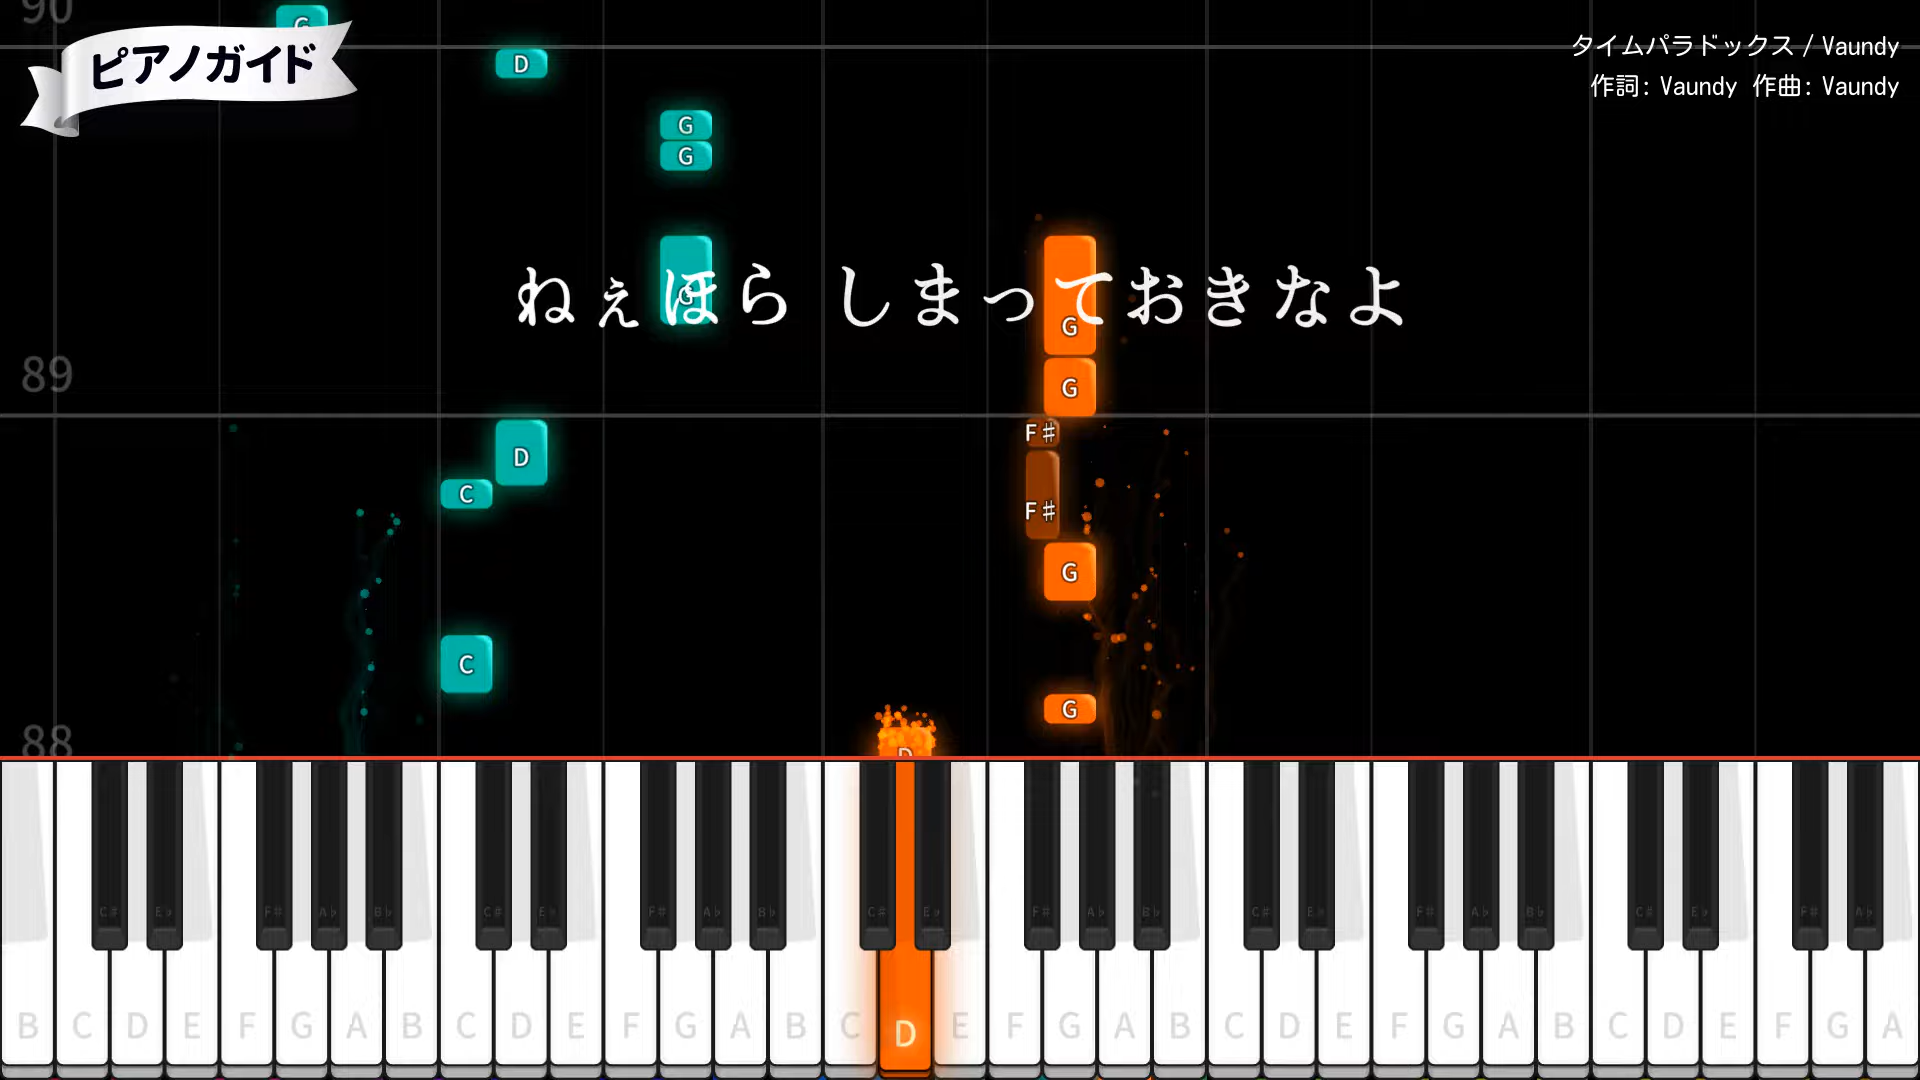 90
G
ピアノガイド
D
タイムパラドックス / Vaundy
作詞: Vaundy 作曲: Vaundy
G
G
ねぇほら しまっておきなよ
G
G
89
G
F♯
D
C
F♯
G
C
G
88
D
C♯ E♭ F♯ A♭ B♭ C♯ E♭ F♯ A♭ B♭ C♯ E♭ F♯ A♭ B♭ C♯ E♭ F♯ A♭ B♭ C♯ E♭ F♯ A♭
B C D E F G A B C D E F G A B C D E F G A B C D E F G A B C D E F G A